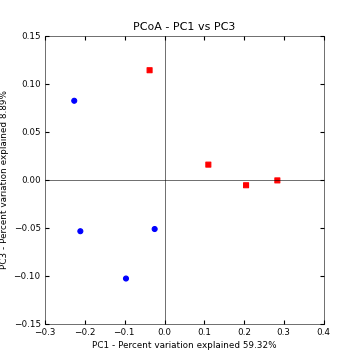 PCoA - PC1 vs PC3
0.15
0.10
0.05
0.00
−0.05
−0.10
−0.15
PC3 - Percent variation explained 8.89%
−0.3 −0.2 −0.1 0.0 0.1 0.2 0.3 0.4
PC1 - Percent variation explained 59.32%